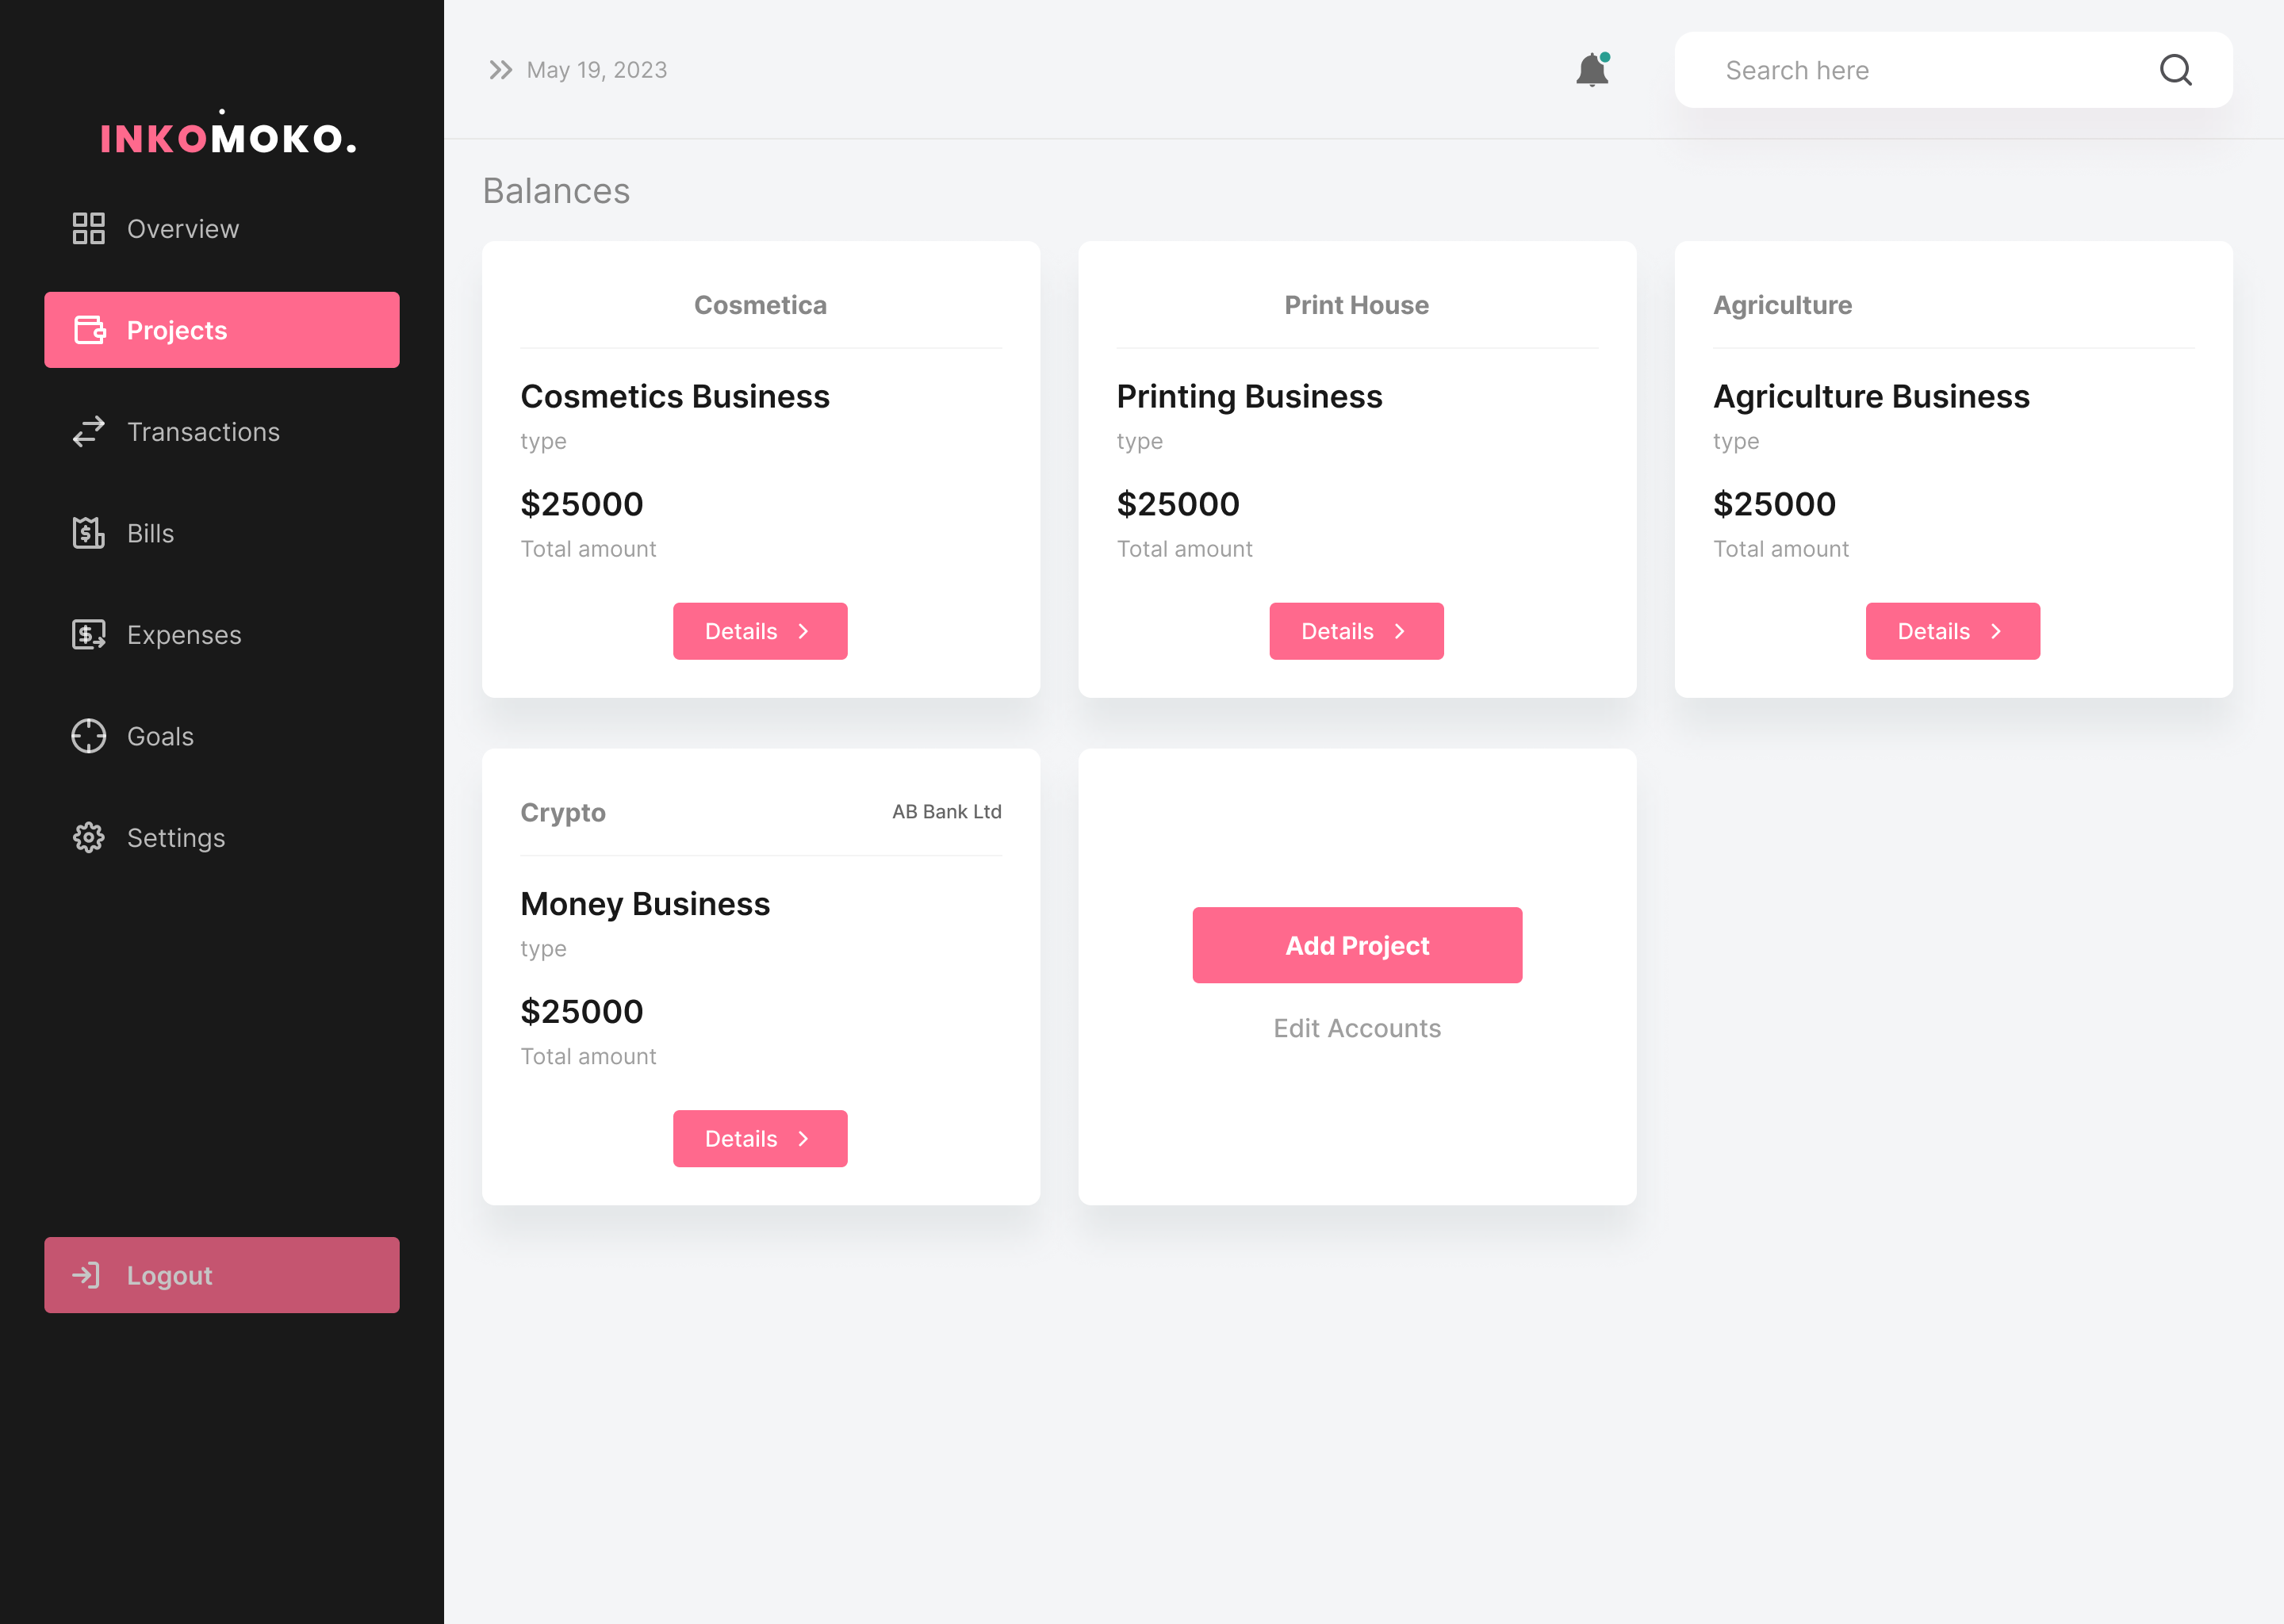 INKOMOKO.
Overview
Projects
Transactions
Bills
Expenses
Goals
Settings
Logout
May 19, 2023
Search here
Balances
Cosmetica
Cosmetics Business
type
$25000
Total amount
Details
Print House
Printing Business
type
$25000
Total amount
Details
Agriculture
Agriculture Business
type
$25000
Total amount
Details
Crypto AB Bank Ltd
Money Business
type
$25000
Total amount
Details
Add Project
Edit Accounts